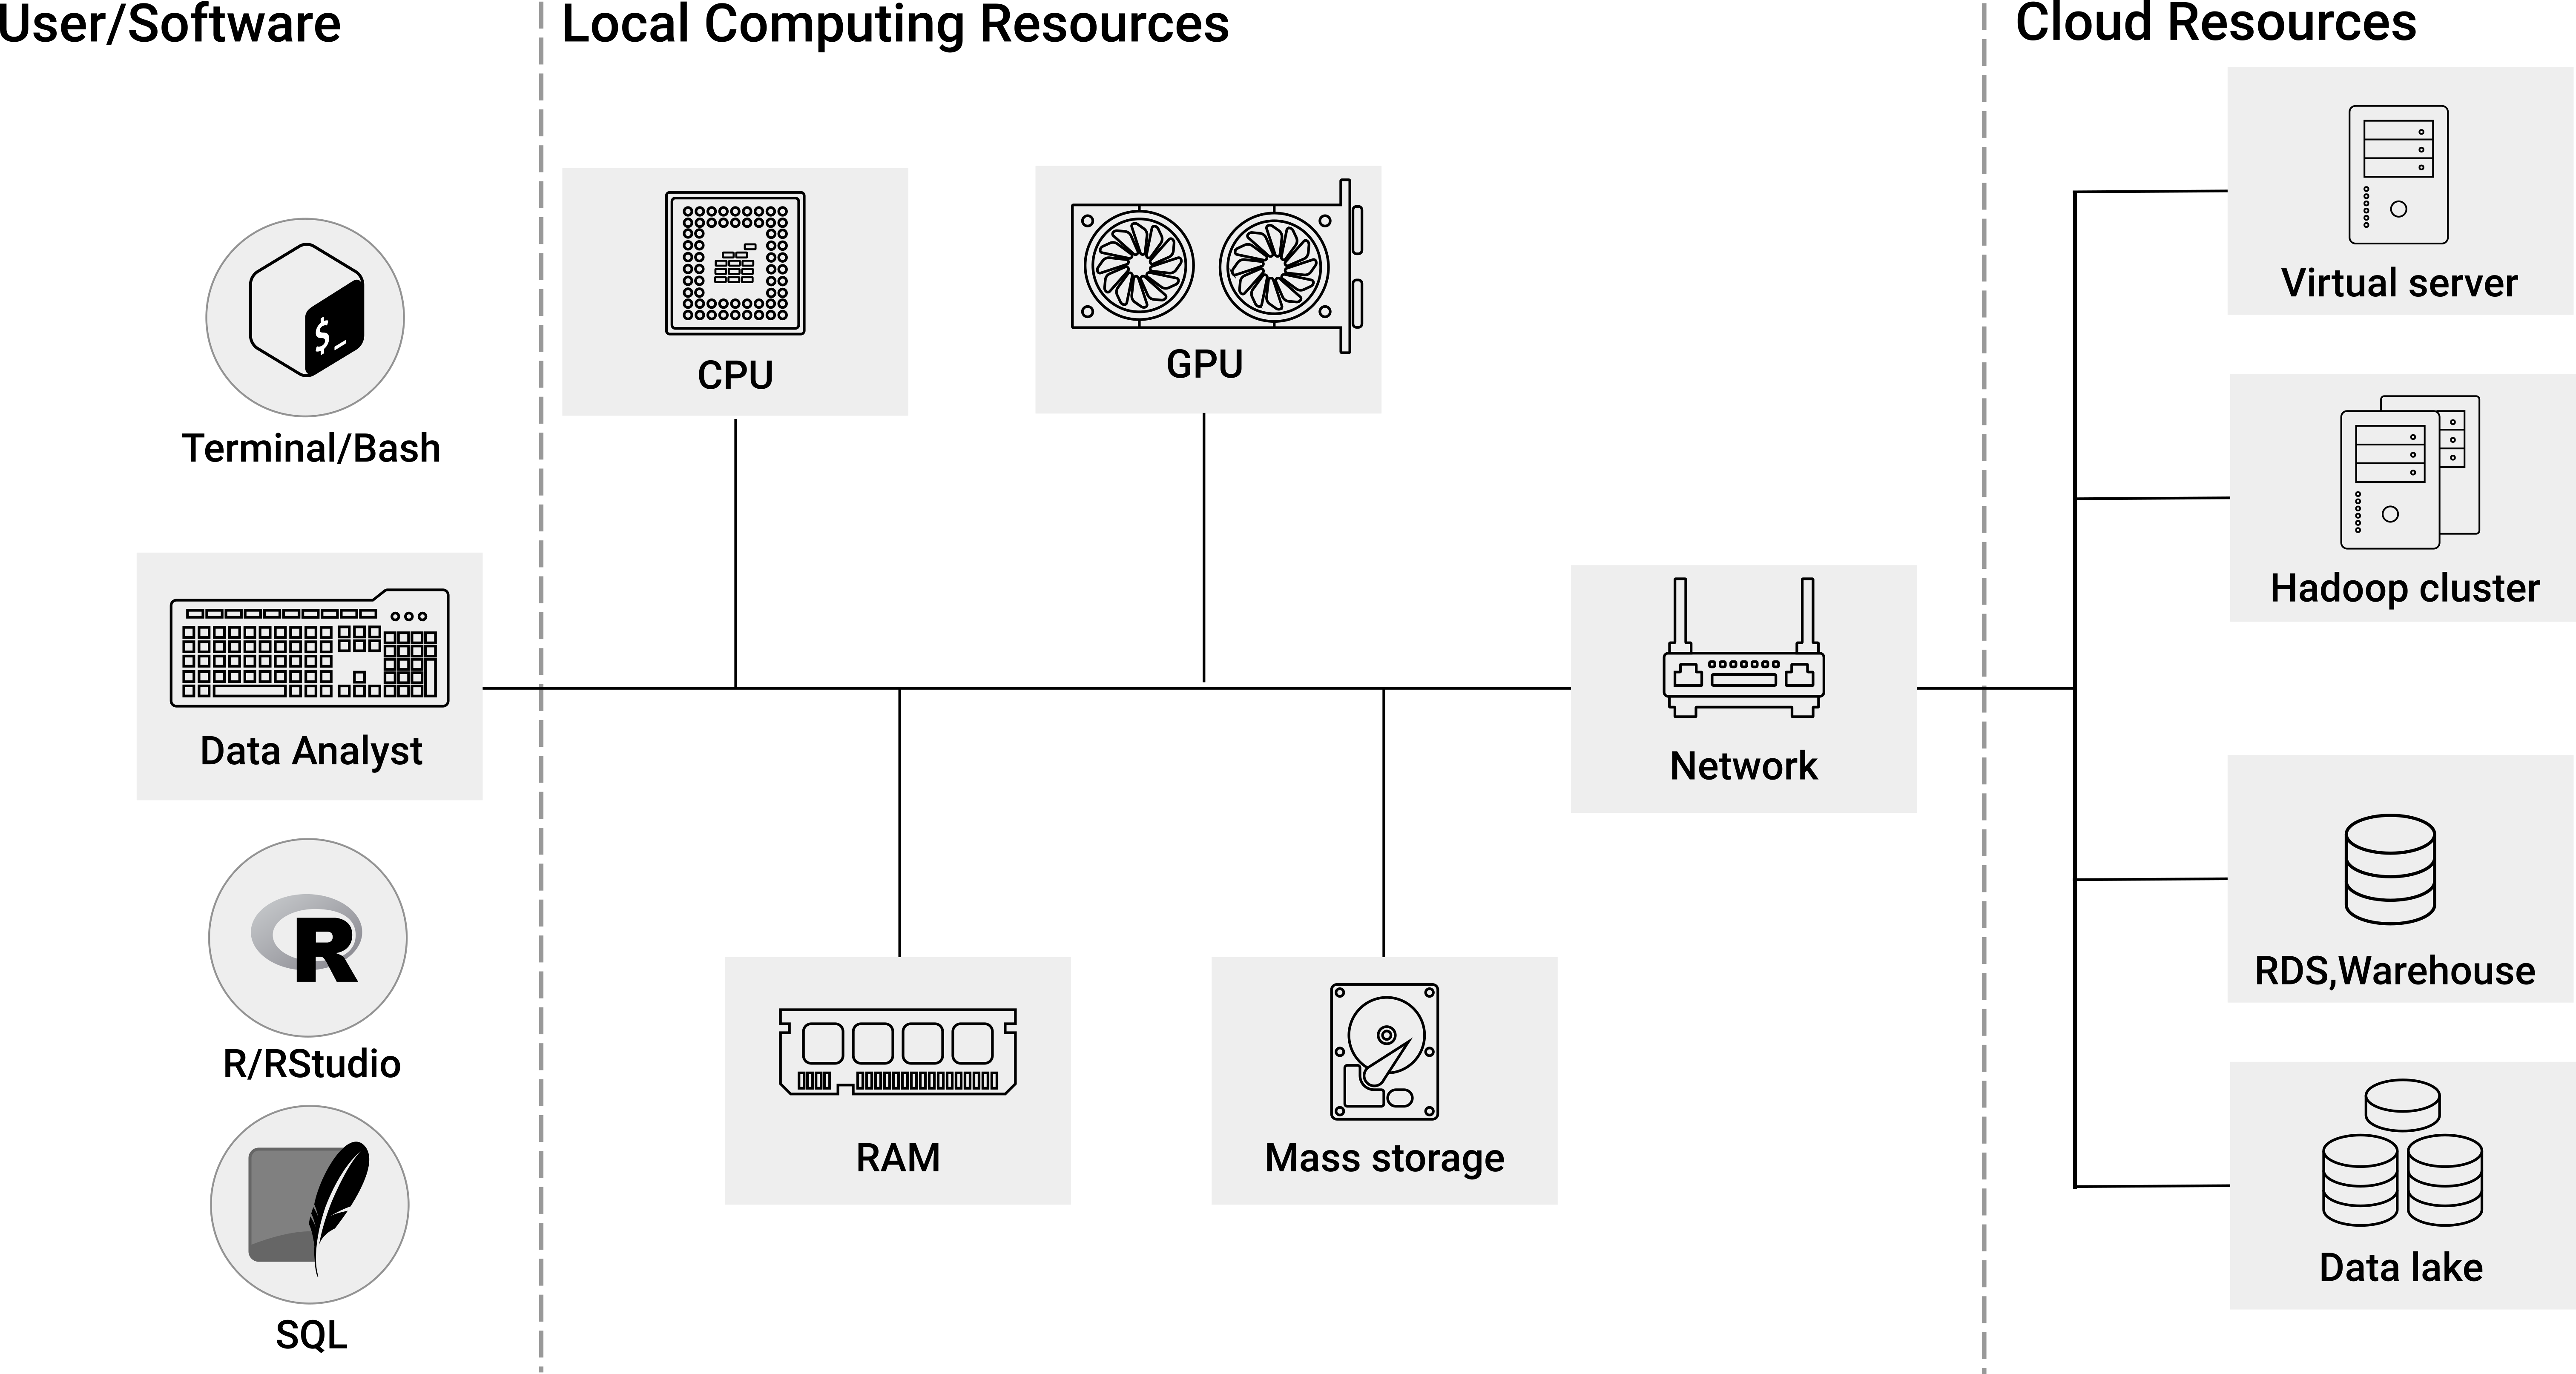 User/Software
Local Computing Resources
Cloud Resources
$_
Terminal/Bash
Data Analyst
R
R/RStudio
SQL
CPU
GPU
RAM
Mass storage
Network
Virtual server
Hadoop cluster
RDS,Warehouse
Data lake